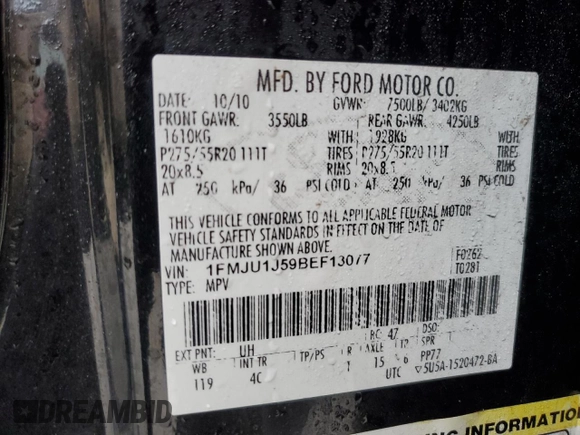 MFD. BY FORD MOTOR CO.
DATE: 10/10 GVWR: 7500LB/ 3402KG
FRONT GAWR: 3550LB REAR GAWR: 4250LB
1610KG WITH 1928KG WITH
P275/55R20 111T TIRES P275/55R20 111T TIRES
20x8.5 RIMS 20x8.5 RIMS
AT 250 kPa/ 36 PSI COLD AT 250 kPa/ 36 PSI COLD
THIS VEHICLE CONFORMS TO ALL APPLICABLE FEDERAL MOTOR
VEHICLE SAFETY STANDARDS IN EFFECT ON THE DATE OF
MANUFACTURE SHOWN ABOVE.
VIN: 1FMJU1J59BEF13077 F0262
TYPE: MPV T0281
EXT PNT: UH RC: 47 DSO:
WB INT TR TP/PS R AXLE TR SPR
119 4C 1 15 6 PP77
UTC 5U5A-1520472-BA
DREAMBID
ING INFORMATION